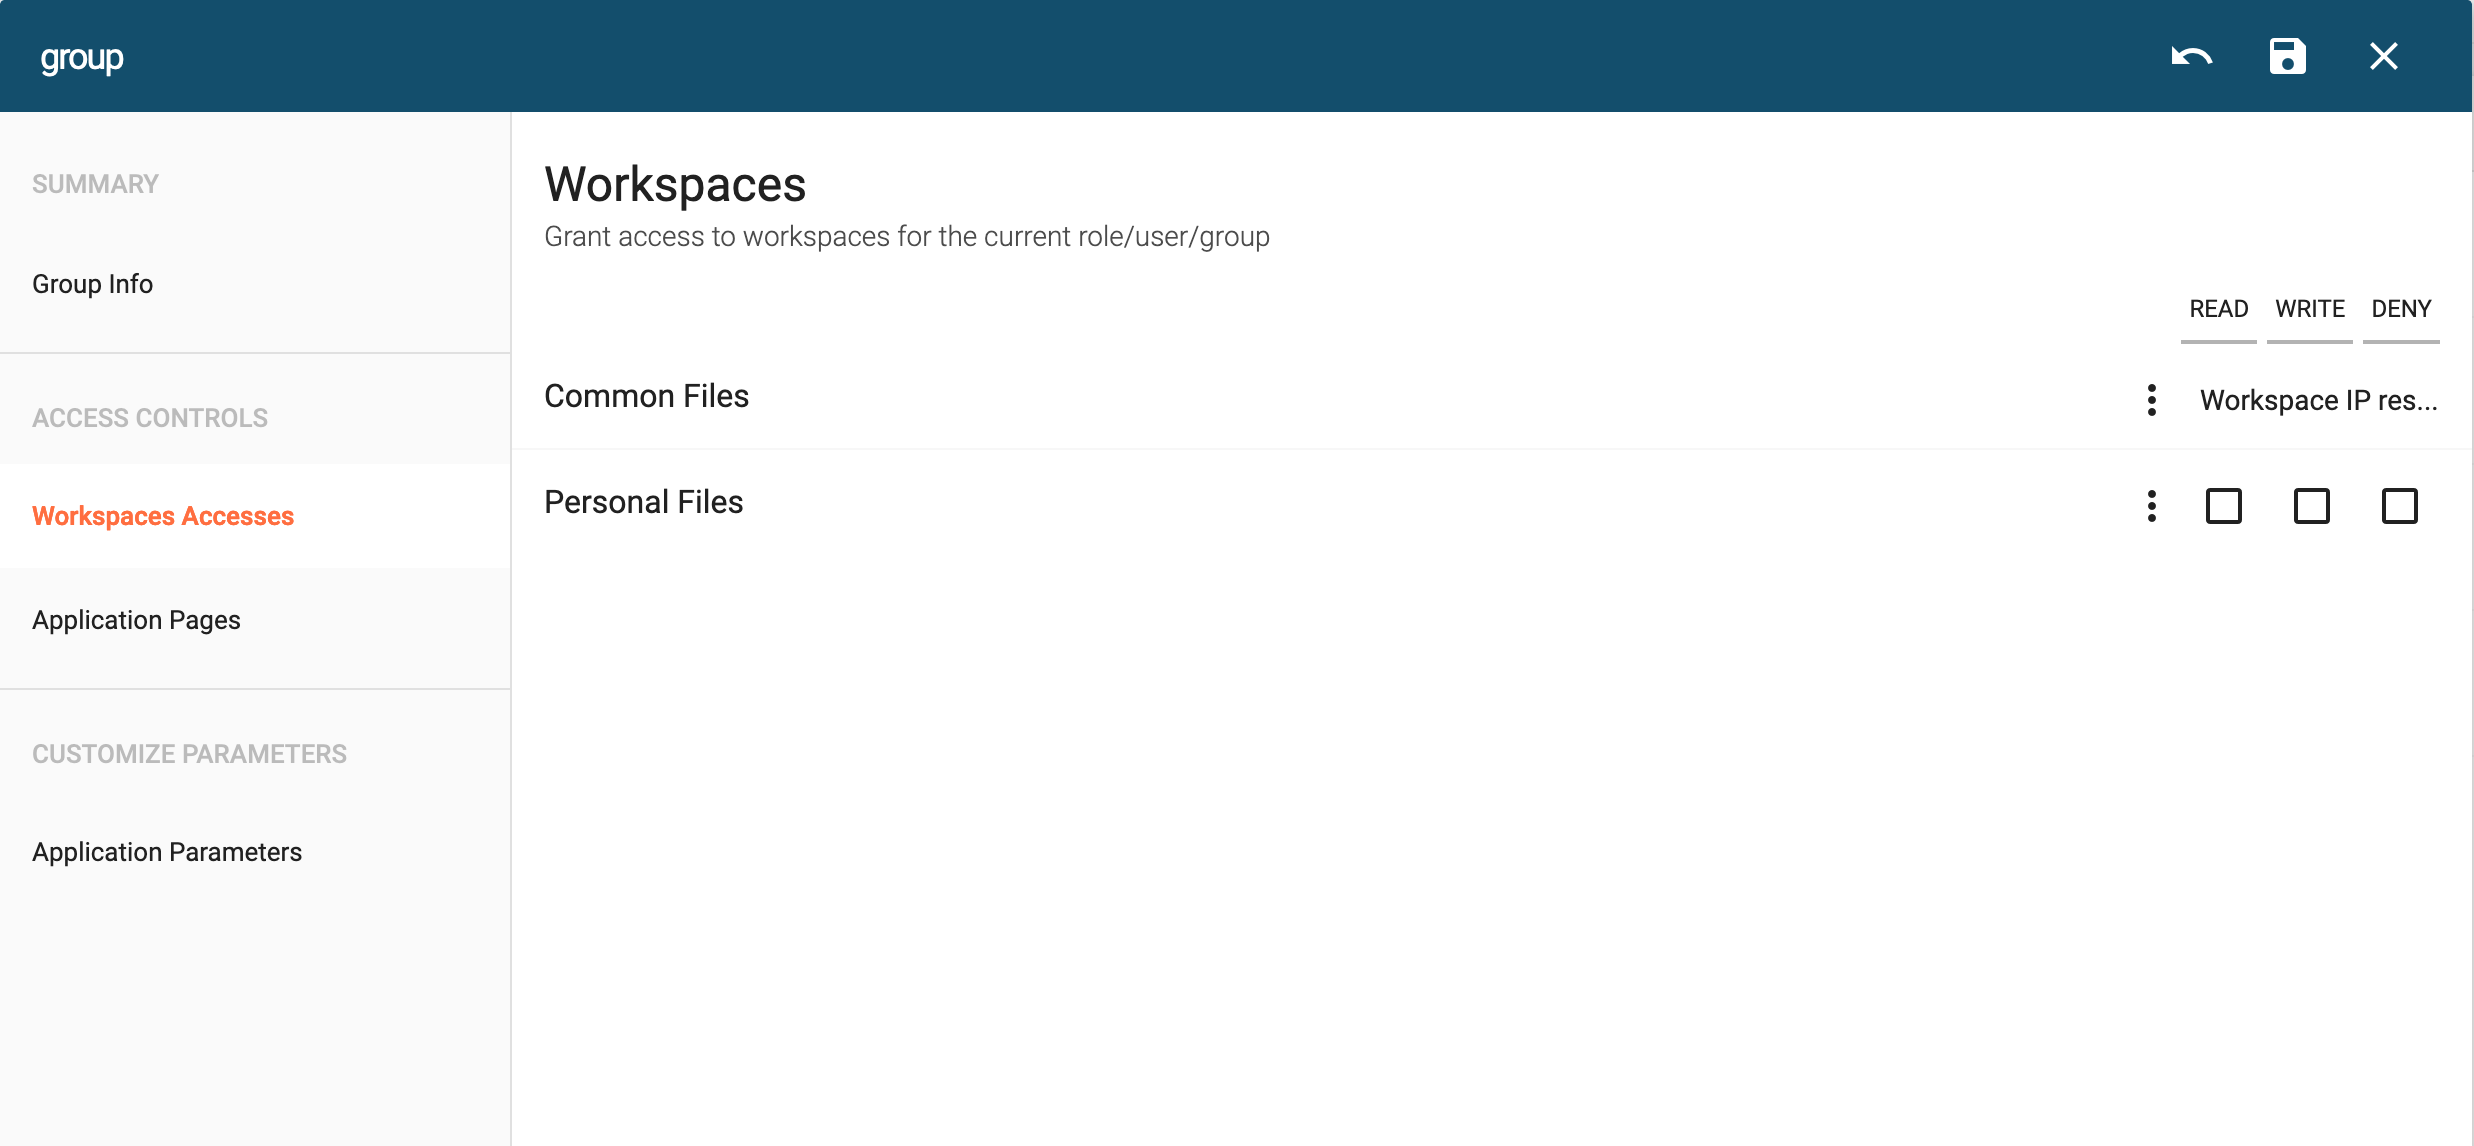 group
SUMMARY
Group Info
ACCESS CONTROLS
Workspaces Accesses
Application Pages
CUSTOMIZE PARAMETERS
Application Parameters
Workspaces
Grant access to workspaces for the current role/user/group
READ WRITE DENY
Common Files Workspace IP res...
Personal Files